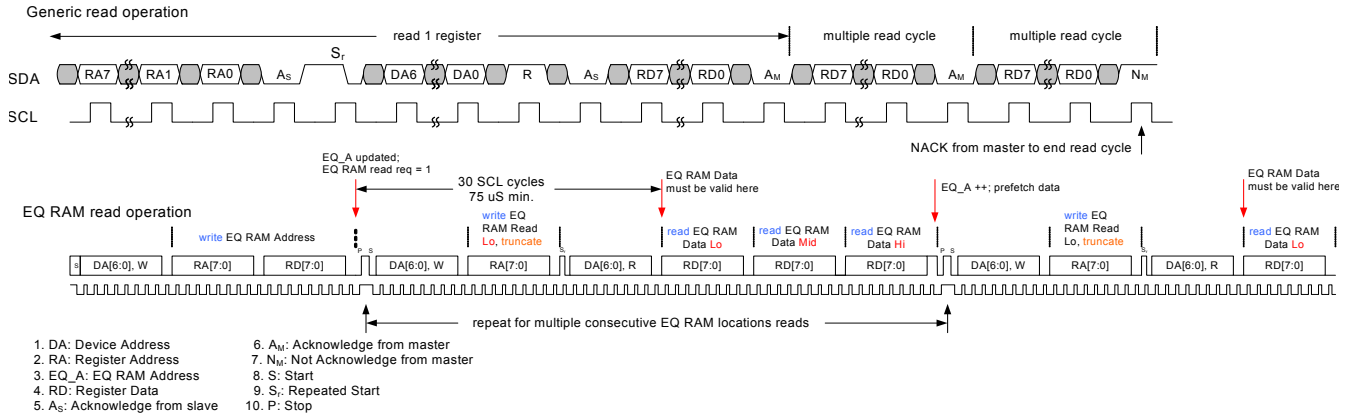 Generic read operation
read 1 register
multiple read cycle
multiple read cycle
SDA RA7 RA1 RA0 AS Sr DA6 DA0 R AS RD7 RD0 AM RD7 RD0 AM RD7 RD0 NM
SCL
NACK from master to end read cycle
EQ_A updated;
EQ RAM read req = 1
30 SCL cycles
75 uS min.
EQ RAM Data
must be valid here
EQ_A ++; prefetch data
EQ RAM Data
must be valid here
EQ RAM read operation
write EQ RAM Address
write EQ
RAM Read
Lo, truncate
read EQ RAM
Data Lo
read EQ RAM
Data Mid
read EQ RAM
Data Hi
write EQ
RAM Read
Lo, truncate
read EQ RAM
Data Lo
P S Sr P S Sr
S DA[6:0], W RA[7:0] RD[7:0] DA[6:0], W RA[7:0] DA[6:0], R RD[7:0] RD[7:0] RD[7:0] DA[6:0], W RA[7:0] DA[6:0], R RD[7:0]
repeat for multiple consecutive EQ RAM locations reads
1. DA: Device Address
2. RA: Register Address
3. EQ_A: EQ RAM Address
4. RD: Register Data
5. AS: Acknowledge from slave
6. AM: Acknowledge from master
7. NM: Not Acknowledge from master
8. S: Start
9. Sr: Repeated Start
10. P: Stop